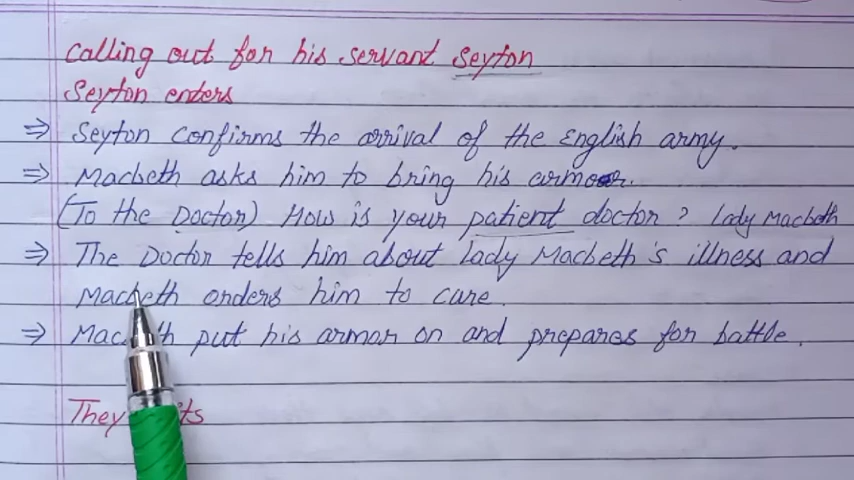 calling out for his servant Seyton
Seyton enters
⇒ Seyton confirms the arrival of the English army.
⇒ Macbeth asks him to bring his armour.
(To the Doctor) How is your patient doctor? Lady Macbeth
⇒ The Doctor tells him about Lady Macbeth's illness and
Macbeth orders him to cure.
⇒ put his armor on and prepares for battle.
They